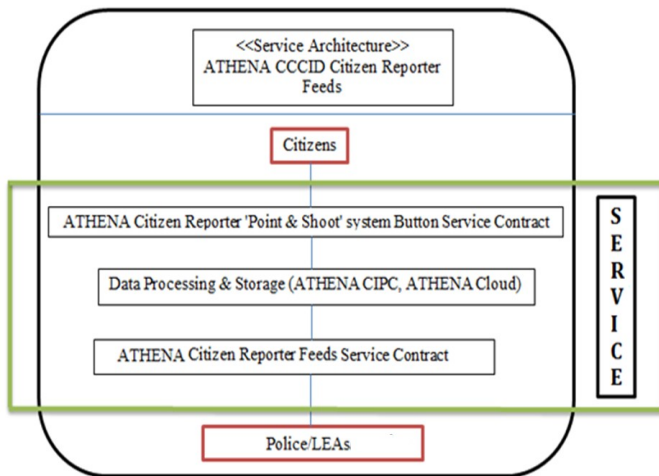 <<Service Architecture>>
ATHENA CCCID Citizen Reporter
Feeds
Citizens
ATHENA Citizen Reporter 'Point & Shoot' system Button Service Contract
Data Processing & Storage (ATHENA CIPC, ATHENA Cloud)
ATHENA Citizen Reporter Feeds Service Contract
Police/LEAs
SERVICE